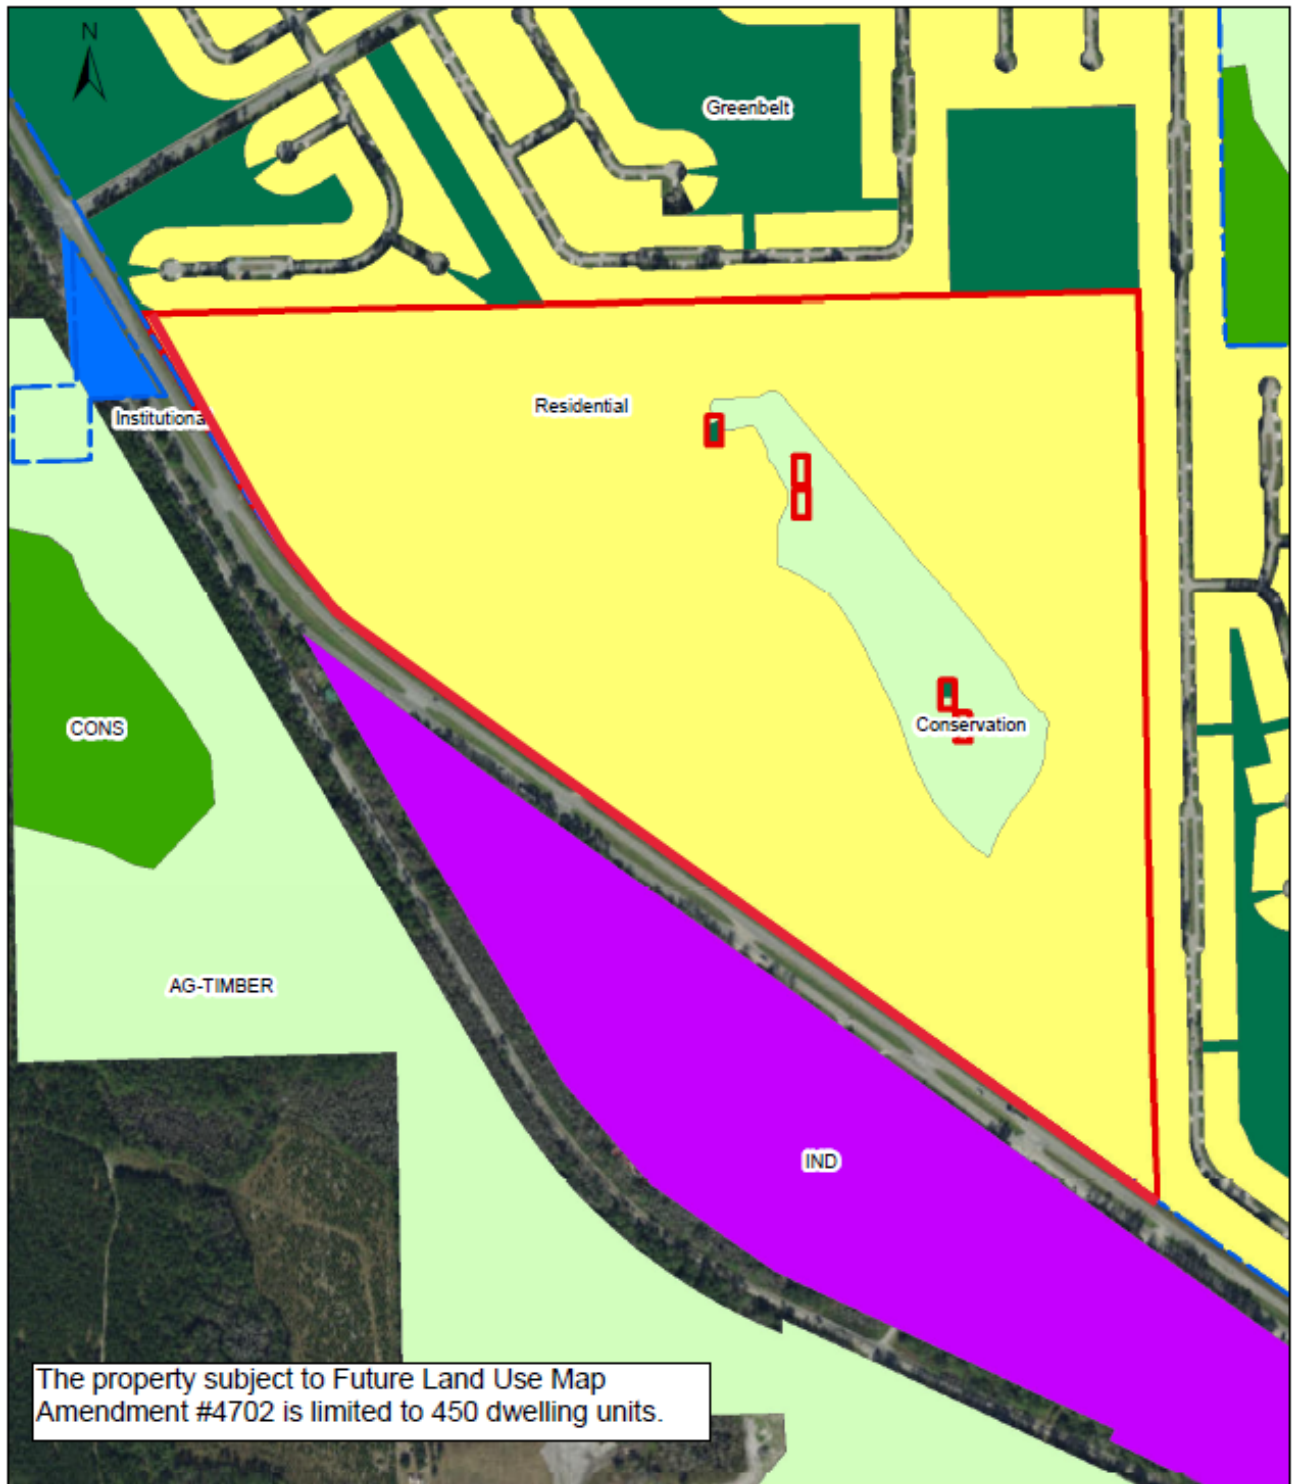 N
Greenbelt
Residential
Institutiona
CONS
Conservation
AG-TIMBER
IND
The property subject to Future Land Use Map
Amendment #4702 is limited to 450 dwelling units.